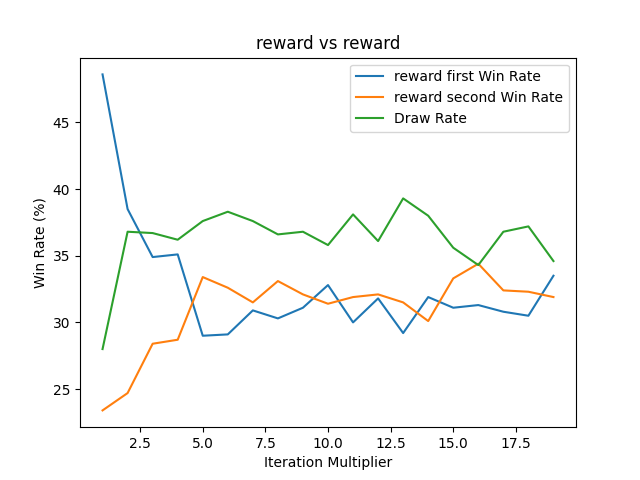 reward vs reward
reward first Win Rate
reward second Win Rate
Draw Rate
Win Rate (%)
45
40
35
30
25
2.5 5.0 7.5 10.0 12.5 15.0 17.5
Iteration Multiplier